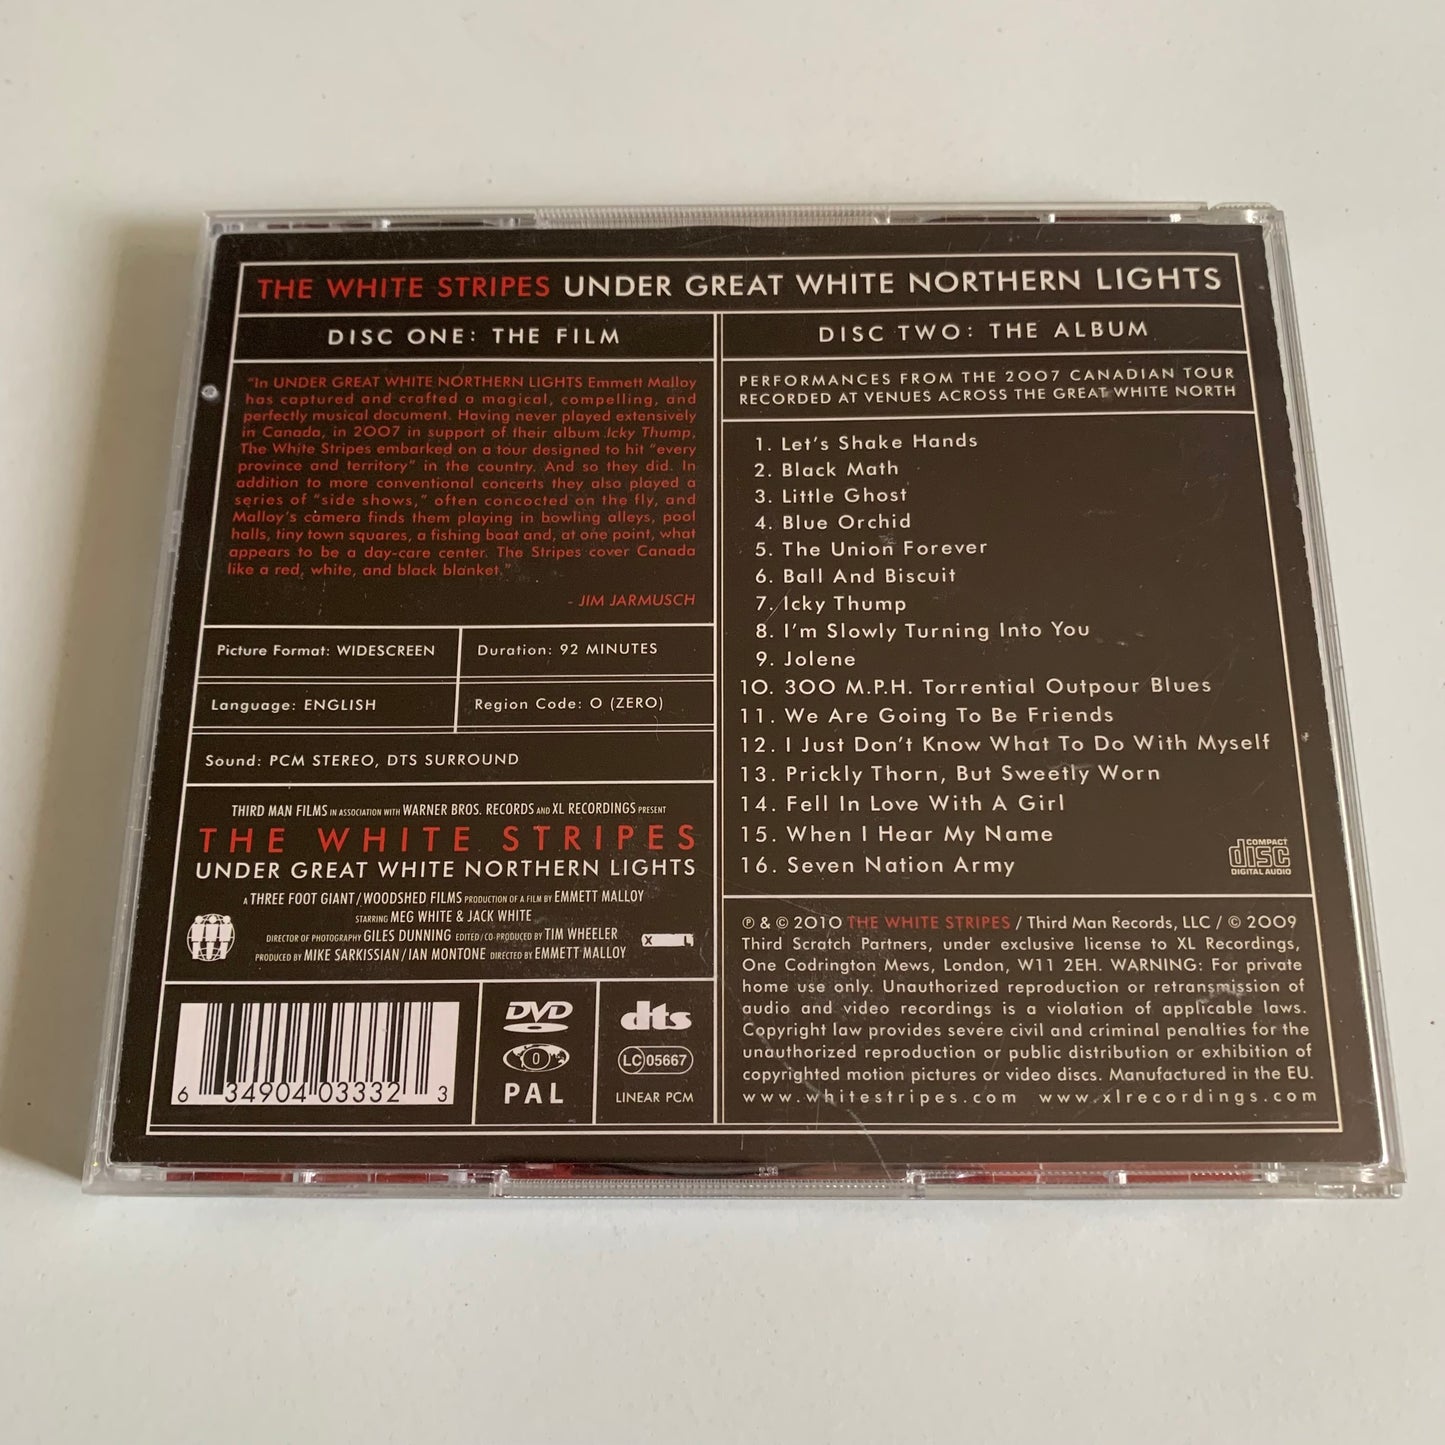 THE WHITE STRIPES UNDER GREAT WHITE NORTHERN LIGHTS
DISC ONE: THE FILM
"In UNDER GREAT WHITE NORTHERN LIGHTS Emmett Malloy
has captured and crafted a magical, compelling, and
perfectly musical document. Having never played extensively
in Canada, in 2007 in support of their album Icky Thump,
The White Stripes embarked on a tour designed to hit "every
province and territory" in the country. And so they did. In
addition to more conventional concerts they also played a
series of "side shows," often concocted on the fly, and
Malloy's camera finds them playing in bowling alleys, pool
halls, tiny town squares, a fishing boat and, at one point, what
appears to be a day-care center. The Stripes cover Canada
like a red, white, and black blanket."
- JIM JARMUSCH
Picture Format: WIDESCREEN
Duration: 92 MINUTES
Language: ENGLISH
Region Code: 0 (ZERO)
Sound: PCM STEREO, DTS SURROUND
THIRD MAN FILMS IN ASSOCIATION WITH WARNER BROS. RECORDS AND XL RECORDINGS PRESENT
THE WHITE STRIPES
UNDER GREAT WHITE NORTHERN LIGHTS
A THREE FOOT GIANT/WOODSHED FILMS PRODUCTION OF A FILM BY EMMETT MALLOY
STARRING MEG WHITE & JACK WHITE
DIRECTOR OF PHOTOGRAPHY GILES DUNNING EDITED/CO-PRODUCED BY TIM WHEELER
PRODUCED BY MIKE SARKISSIAN/IAN MONTONE DIRECTED BY EMMETT MALLOY
XL
6 34904 03332 3
DVD
0
PAL
dts
LC 05667
LINEAR PCM
DISC TWO: THE ALBUM
PERFORMANCES FROM THE 2007 CANADIAN TOUR
RECORDED AT VENUES ACROSS THE GREAT WHITE NORTH
1. Let's Shake Hands
2. Black Math
3. Little Ghost
4. Blue Orchid
5. The Union Forever
6. Ball And Biscuit
7. Icky Thump
8. I'm Slowly Turning Into You
9. Jolene
10. 300 M.P.H. Torrential Outpour Blues
11. We Are Going To Be Friends
12. I Just Don't Know What To Do With Myself
13. Prickly Thorn, But Sweetly Worn
14. Fell In Love With A Girl
15. When I Hear My Name
16. Seven Nation Army
COMPACT
disc
DIGITAL AUDIO
℗ & © 2010 THE WHITE STRIPES / Third Man Records, LLC / © 2009
Third Scratch Partners, under exclusive license to XL Recordings,
One Codrington Mews, London, W11 2EH. WARNING: For private
home use only. Unauthorized reproduction or retransmission of
audio and video recordings is a violation of applicable laws.
Copyright law provides severe civil and criminal penalties for the
unauthorized reproduction or public distribution or exhibition of
copyrighted motion pictures or video discs. Manufactured in the EU.
www.whitestripes.com www.xlrecordings.com